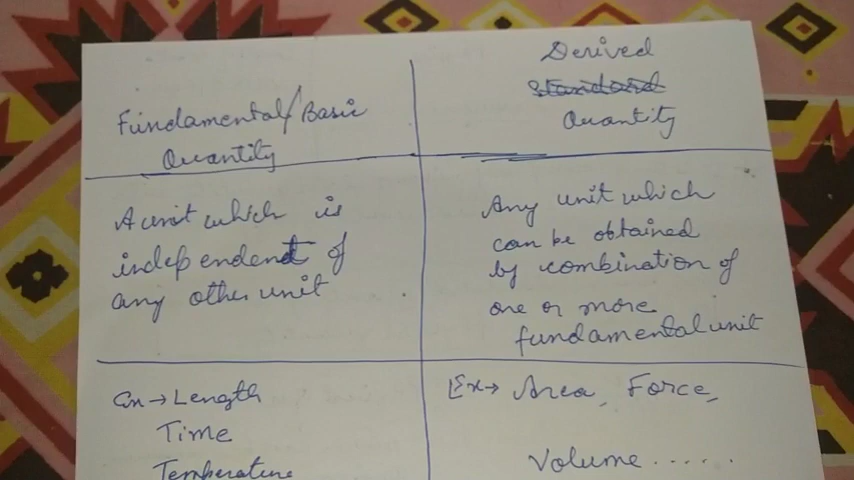 Fundamental/Basic
Quantity
Derived
Standard
Quantity
A unit which is
independent of
any other unit
Any unit which
can be obtained
by combination of
one or more
fundamental unit
Ex → Length
Time
Temperature
Ex → Area, Force,
Volume.....